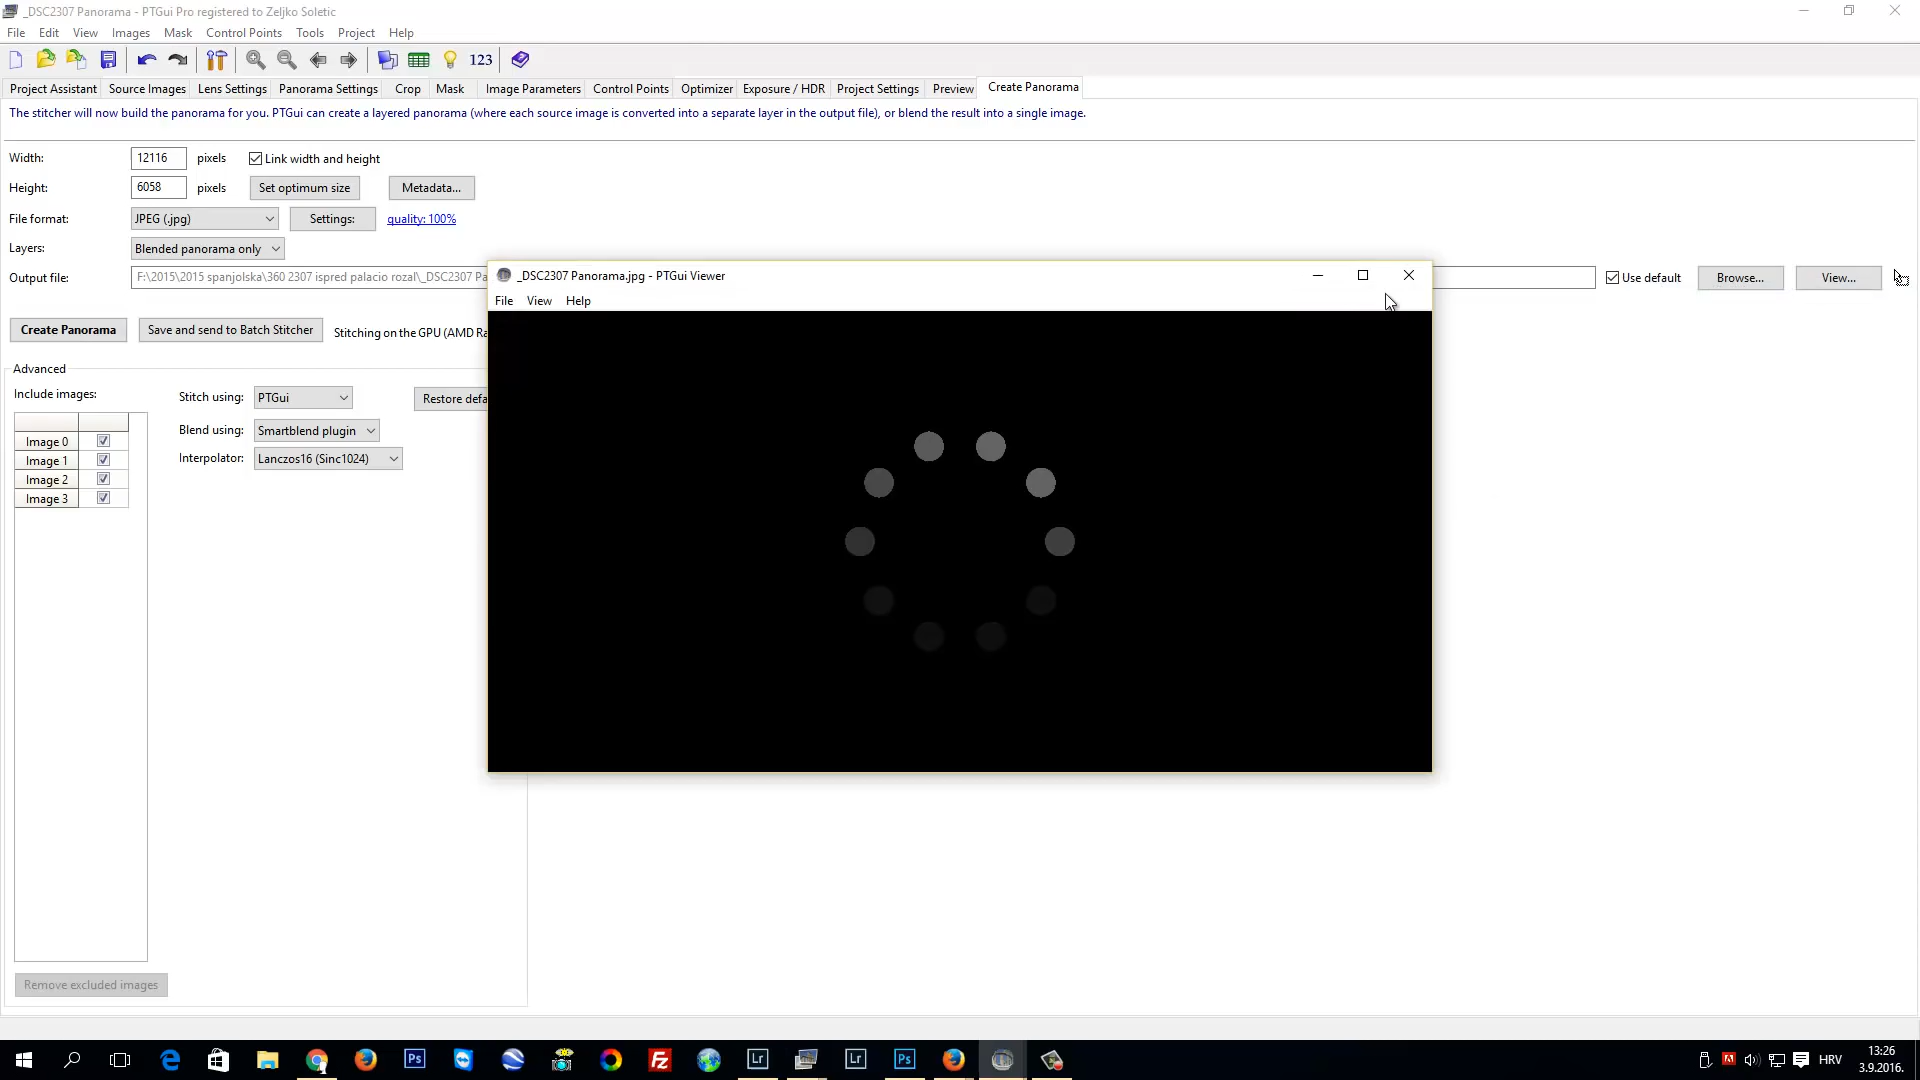 _DSC2307 Panorama - PTGui Pro registered to Zeljko Soletic
File Edit View Images Mask Control Points Tools Project Help
123
Project Assistant Source Images Lens Settings Panorama Settings Crop Mask Image Parameters Control Points Optimizer Exposure / HDR Project Settings Preview Create Panorama
The stitcher will now build the panorama for you. PTGui can create a layered panorama (where each source image is converted into a separate layer in the output file), or blend the result into a single image.
Width: 12116 pixels Link width and height
Height: 6058 pixels Set optimum size Metadata...
File format: JPEG (.jpg) Settings: quality: 100%
Layers: Blended panorama only
Output file: F:\2015\2015 spanjolska\360 2307 ispred palacio rozal\_DSC2307 Pa Use default Browse... View...
_DSC2307 Panorama.jpg - PTGui Viewer
File View Help
Create Panorama Save and send to Batch Stitcher Stitching on the GPU (AMD Ra
Advanced
Include images:
Stitch using: PTGui Restore defa
Blend using: Smartblend plugin
Interpolator: Lanczos16 (Sinc1024)
Image 0
Image 1
Image 2
Image 3
Remove excluded images
Ps Fz Lr Lr Ps HRV
13:26
3.9.2016.